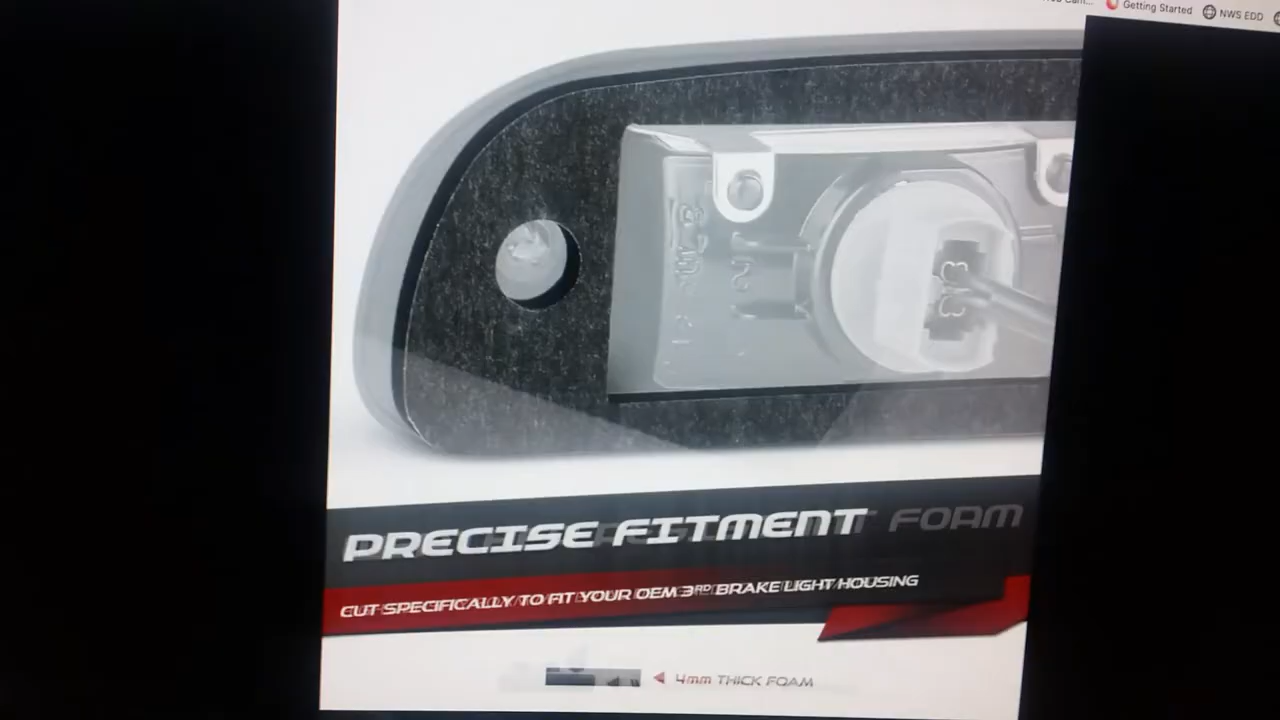 Getting Started NWS EDD
PRECISE FITMENT FOAM
CUT SPECIFICALLY TO FIT YOUR OEM 3RD BRAKE LIGHT HOUSING
4mm THICK FOAM